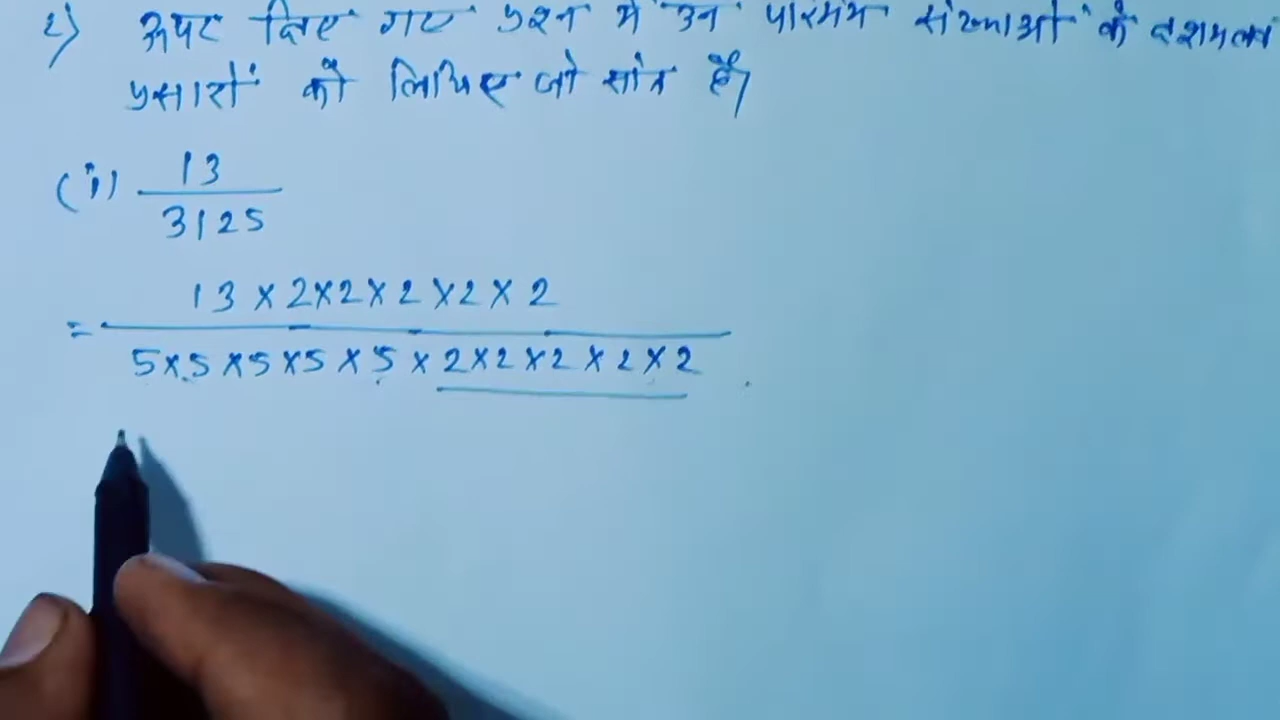 2) ऊपर दिए गए प्रश्न में उन परिमेय संख्याओं के दशमलव
प्रसारों को लिखिए जो सांत हैं।
(i) 13
3125
13 × 2×2×2 ×2× 2
=
5×5 ×5 ×5 × 5 × 2×2 ×2 × 2 ×2